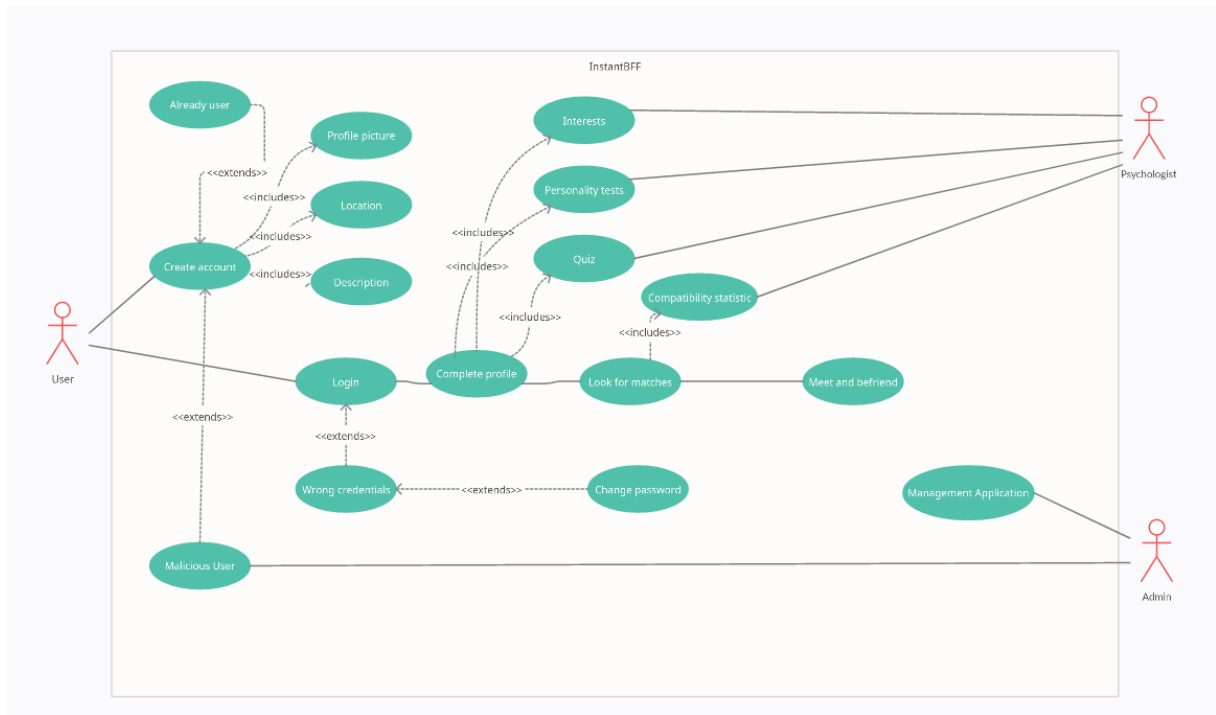 InstantBFF
Already user
Interests
Profile picture
Psychologist
<<extends>>
Personality tests
<<includes>>
Location
<<includes>>
<<includes>>
Create account
<<includes>>
Quiz
<<includes>>
Description
Compatibility statistic
<<includes>>
<<includes>>
User
Login
Complete profile
Look for matches
Meet and befriend
<<extends>>
<<extends>>
Wrong credentials
<<extends>>
Change password
Management Application
Malicious User
Admin